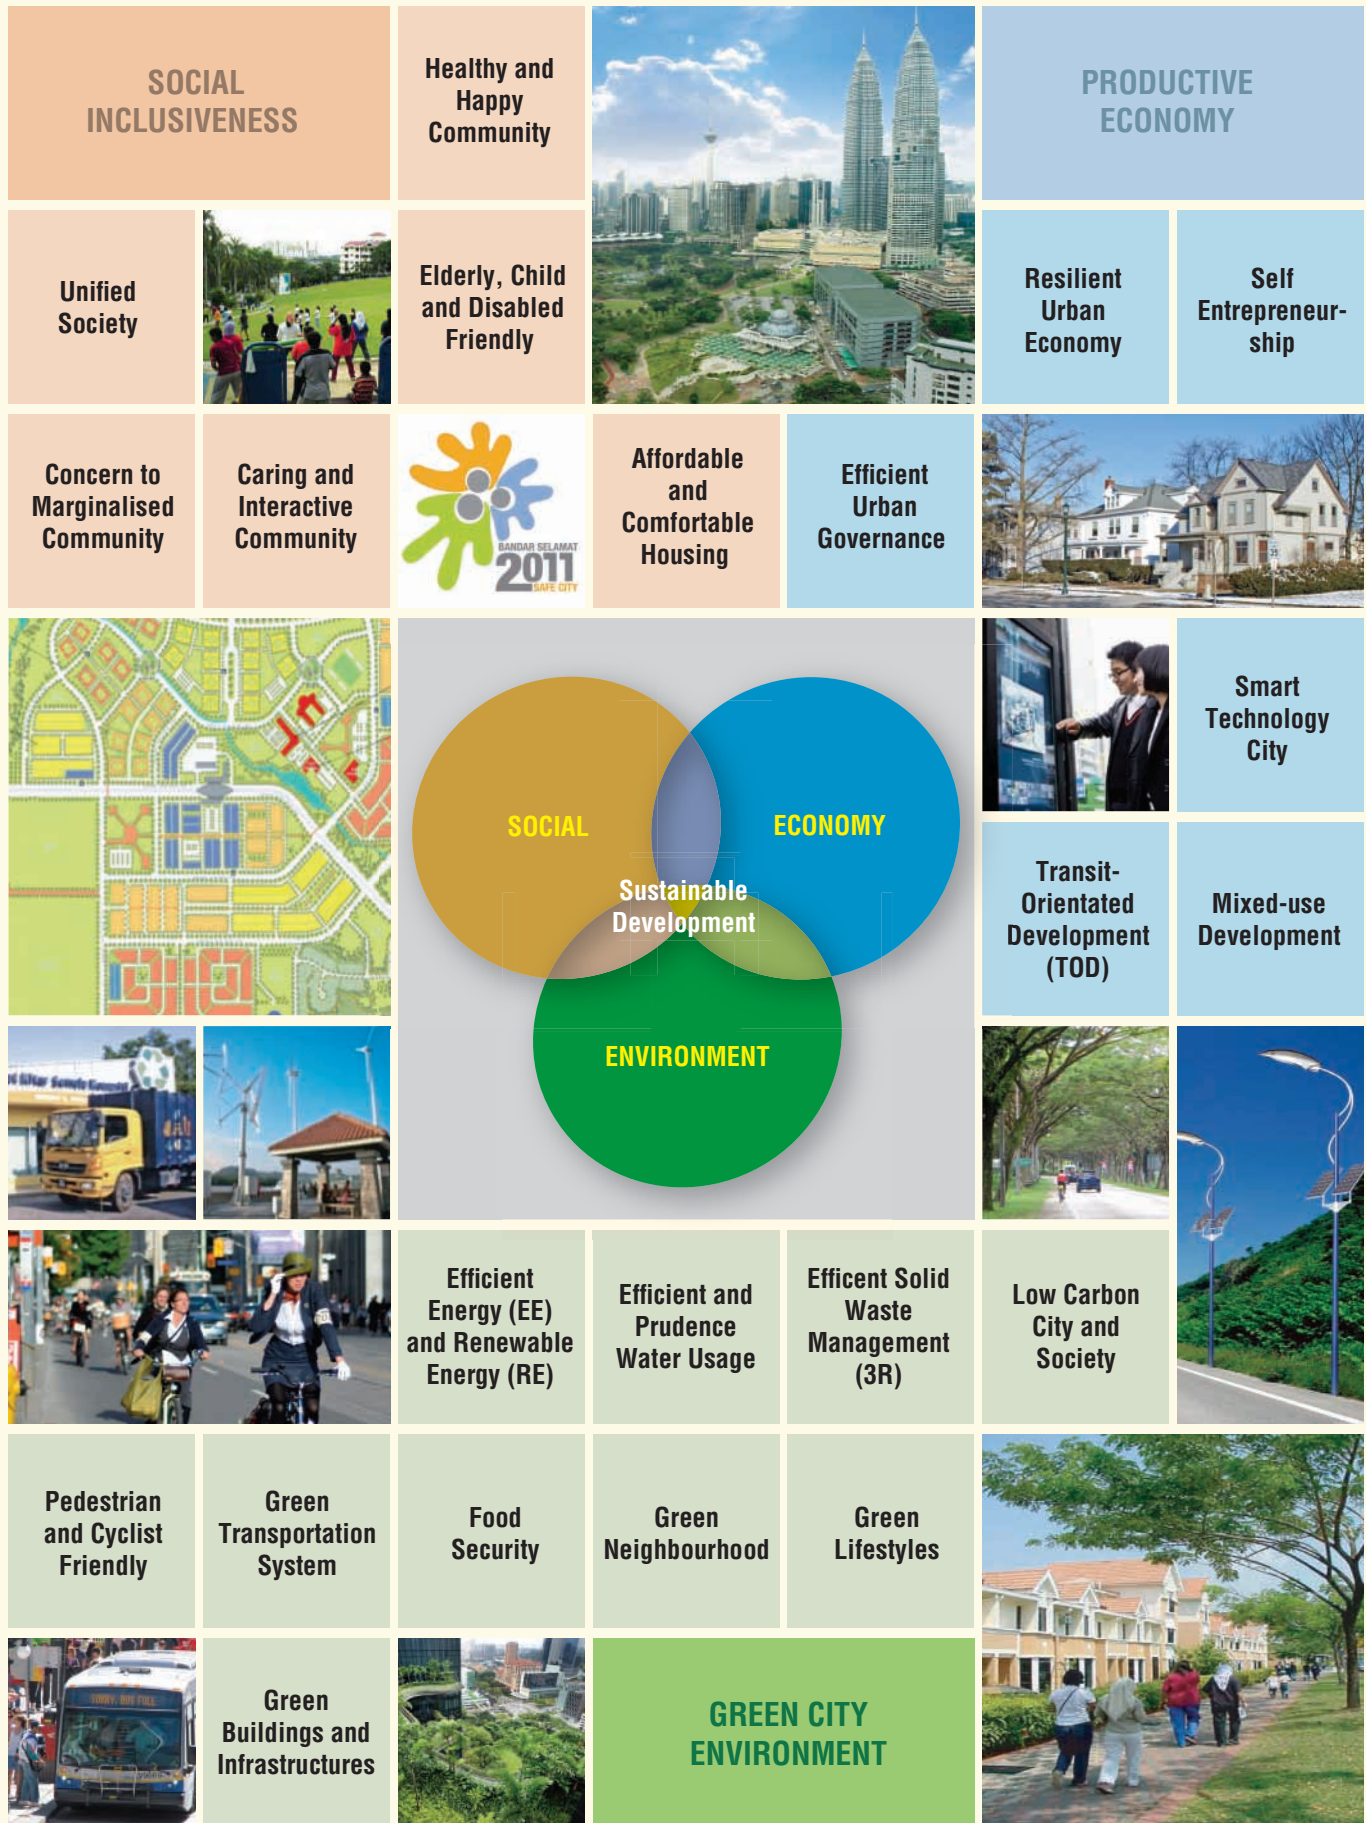 SOCIAL
INCLUSIVENESS
Healthy and
Happy
Community
PRODUCTIVE
ECONOMY
Unified
Society
Elderly, Child
and Disabled
Friendly
Resilient
Urban
Economy
Self
Entrepreneur-
ship
Concern to
Marginalised
Community
Caring and
Interactive
Community
BANDAR SELAMAT
2011
SAFE CITY
Affordable
and
Comfortable
Housing
Efficient
Urban
Governance
Smart
Technology
City
SOCIAL
ECONOMY
Sustainable
Development
ENVIRONMENT
Transit-
Orientated
Development
(TOD)
Mixed-use
Development
Efficient
Energy (EE)
and Renewable
Energy (RE)
Efficient and
Prudence
Water Usage
Efficent Solid
Waste
Management
(3R)
Low Carbon
City and
Society
Pedestrian
and Cyclist
Friendly
Green
Transportation
System
Food
Security
Green
Neighbourhood
Green
Lifestyles
SORRY, BUS FULL
Green
Buildings and
Infrastructures
GREEN CITY
ENVIRONMENT